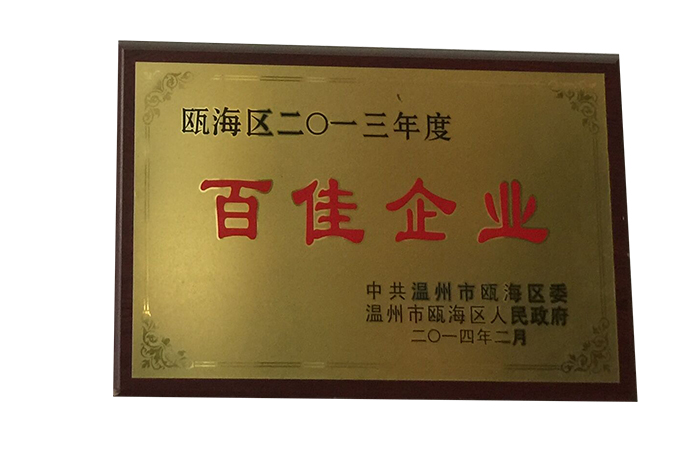 瓯海区二〇一三年度
百佳企业
中共温州市瓯海区委
温州市瓯海区人民政府
二〇一四年二月